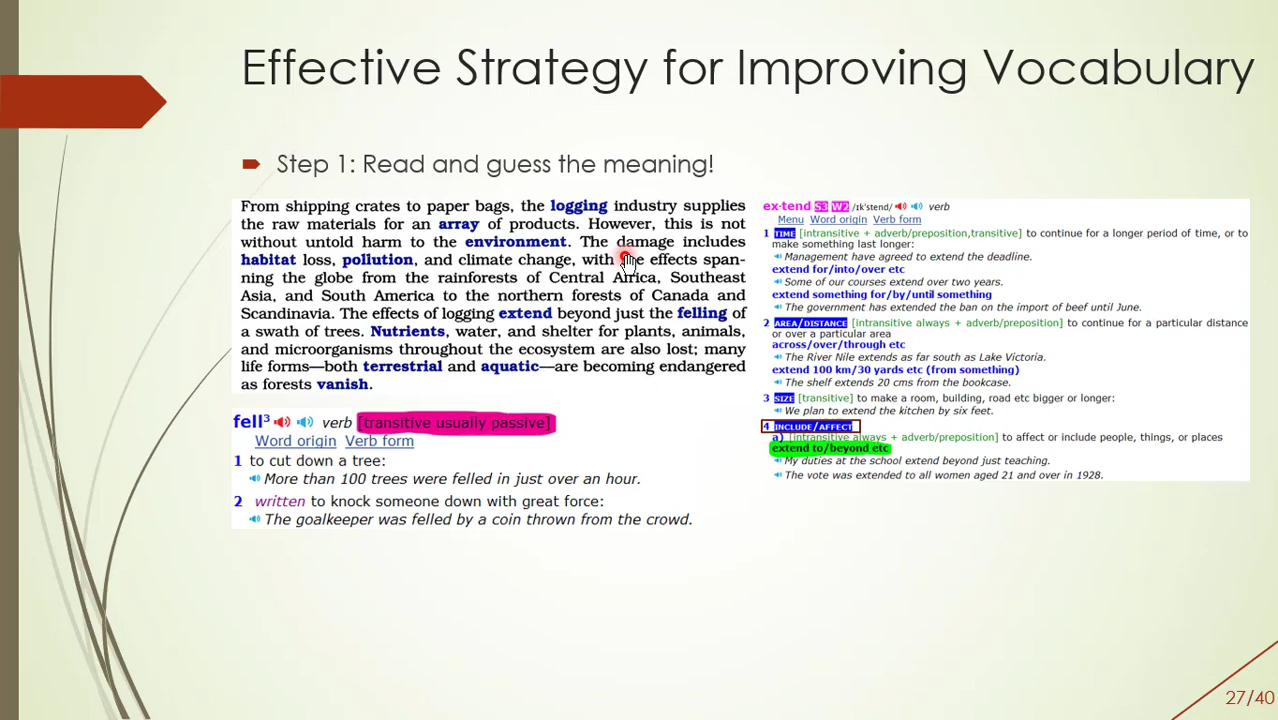 Effective Strategy for Improving Vocabulary
Step 1: Read and guess the meaning!
From shipping crates to paper bags, the logging industry supplies
the raw materials for an array of products. However, this is not
without untold harm to the environment. The damage includes
habitat loss, pollution, and climate change, with the effects span-
ning the globe from the rainforests of Central Africa, Southeast
Asia, and South America to the northern forests of Canada and
Scandinavia. The effects of logging extend beyond just the felling of
a swath of trees. Nutrients, water, and shelter for plants, animals,
and microorganisms throughout the ecosystem are also lost; many
life forms—both terrestrial and aquatic—are becoming endangered
as forests vanish.
fell³ verb [transitive usually passive]
Word origin Verb form
1 to cut down a tree:
More than 100 trees were felled in just over an hour.
2 written to knock someone down with great force:
The goalkeeper was felled by a coin thrown from the crowd.
ex·tend S3 W2 /ɪk'stend/ verb
Menu Word origin Verb form
1 TIME [intransitive + adverb/preposition,transitive] to continue for a longer period of time, or to
make something last longer:
Management have agreed to extend the deadline.
extend for/into/over etc
Some of our courses extend over two years.
extend something for/by/until something
The government has extended the ban on the import of beef until June.
2 AREA/DISTANCE [intransitive always + adverb/preposition] to continue for a particular distance
or over a particular area
across/over/through etc
The River Nile extends as far south as Lake Victoria.
extend 100 km/30 yards etc (from something)
The shelf extends 20 cms from the bookcase.
3 SIZE [transitive] to make a room, building, road etc bigger or longer:
We plan to extend the kitchen by six feet.
4 INCLUDE/AFFECT
a) [intransitive always + adverb/preposition] to affect or include people, things, or places
extend to/beyond etc
My duties at the school extend beyond just teaching.
The vote was extended to all women aged 21 and over in 1928.
27/40